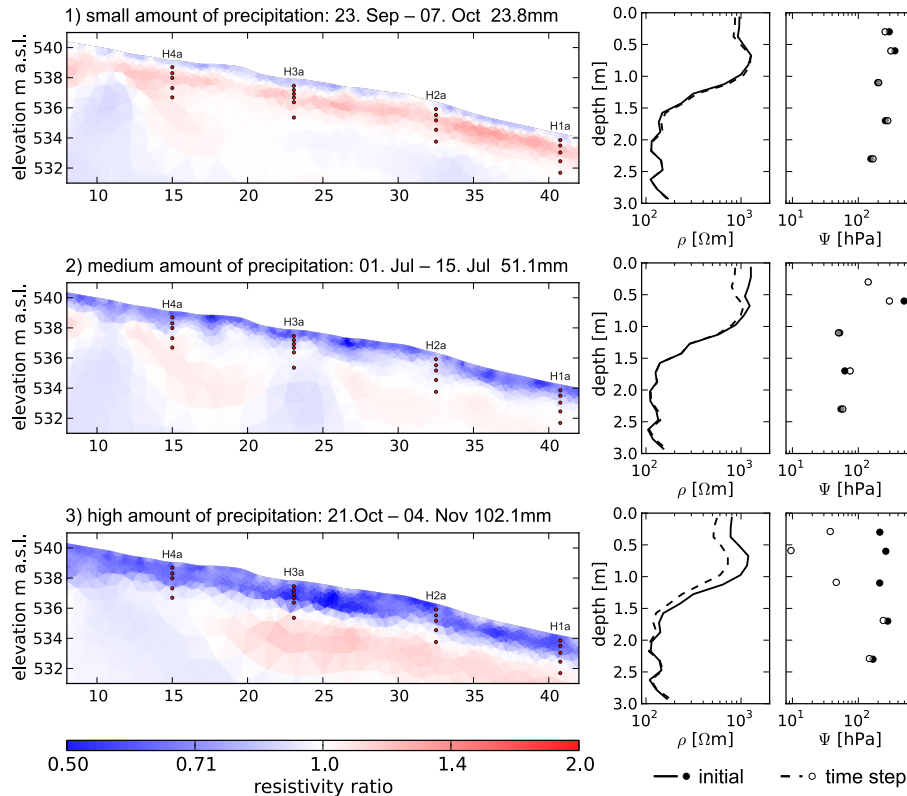 1) small amount of precipitation: 23. Sep – 07. Oct 23.8mm
elevation m a.s.l.
540
538
536
534
532
H4a
H3a
H2a
H1a
10 15 20 25 30 35 40
depth [m]
0.0
0.5
1.0
1.5
2.0
2.5
3.0
10² 10³
ρ [Ωm]
10¹ 10²
Ψ [hPa]
2) medium amount of precipitation: 01. Jul – 15. Jul 51.1mm
elevation m a.s.l.
540
538
536
534
532
H4a
H3a
H2a
H1a
10 15 20 25 30 35 40
depth [m]
0.0
0.5
1.0
1.5
2.0
2.5
3.0
10² 10³
ρ [Ωm]
10¹ 10²
Ψ [hPa]
3) high amount of precipitation: 21.Oct – 04. Nov 102.1mm
elevation m a.s.l.
540
538
536
534
532
H4a
H3a
H2a
H1a
10 15 20 25 30 35 40
depth [m]
0.0
0.5
1.0
1.5
2.0
2.5
3.0
10² 10³
ρ [Ωm]
10¹ 10²
Ψ [hPa]
0.50 0.71 1.0 1.4 2.0
resistivity ratio
initial time step